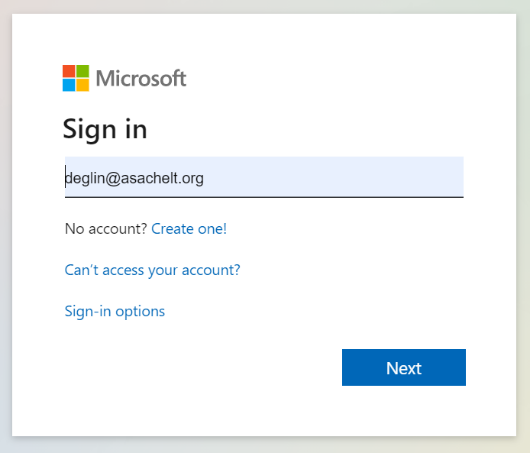 Microsoft
Sign in
deglin@asachelt.org
No account? Create one!
Can't access your account?
Sign-in options
Next